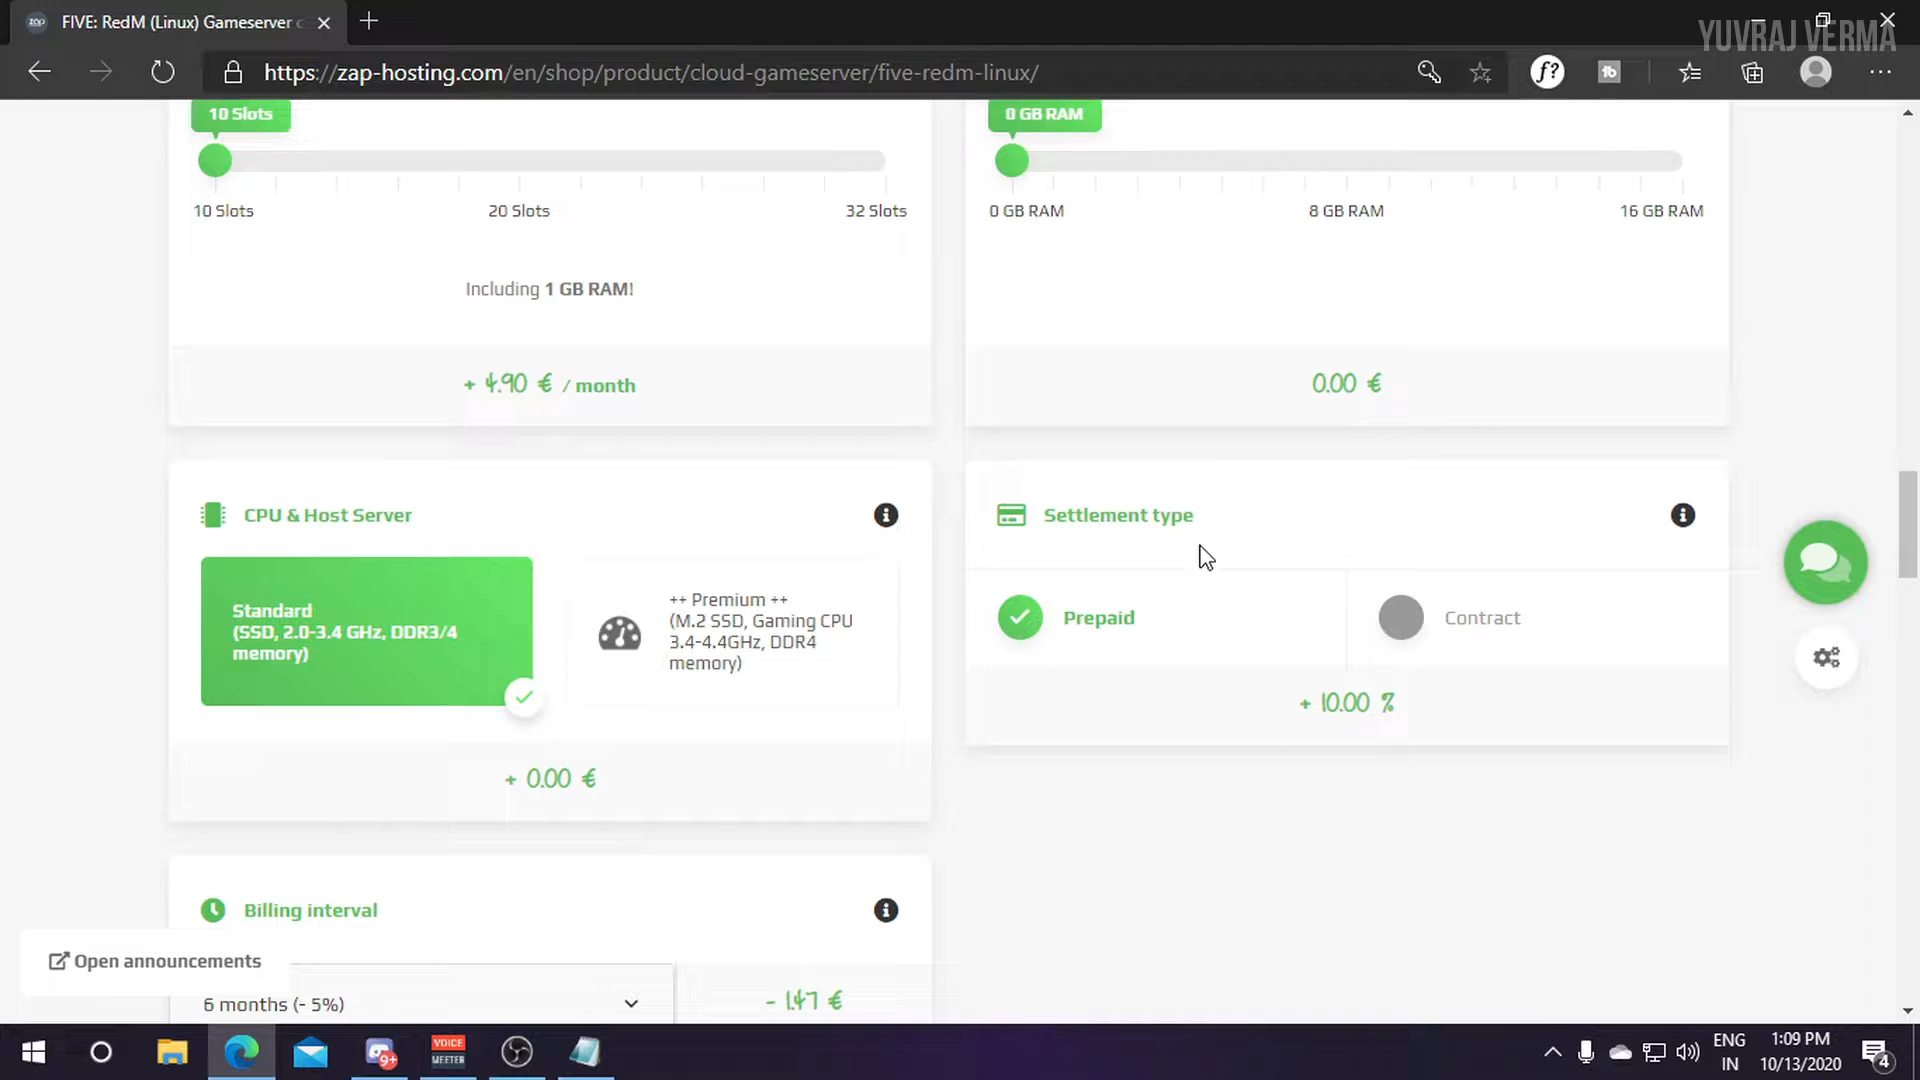 FIVE: RedM (Linux) Gameserver c
YUVRAJ VERMA
https://zap-hosting.com/en/shop/product/cloud-gameserver/five-redm-linux/
10 Slots
0 GB RAM
10 Slots
20 Slots
32 Slots
0 GB RAM
8 GB RAM
16 GB RAM
Including 1 GB RAM!
+ 4.90 € / month
0.00 €
CPU & Host Server
Settlement type
Standard
(SSD, 2.0-3.4 GHz, DDR3/4
memory)
++ Premium ++
(M.2 SSD, Gaming CPU
3.4-4.4GHz, DDR4
memory)
Prepaid
Contract
+ 10.00 %
+ 0.00 €
Billing interval
Open announcements
6 months (- 5%)
- 1.47 €
9+
VOICE
MEETER
ENG
IN
1:09 PM
10/13/2020
4